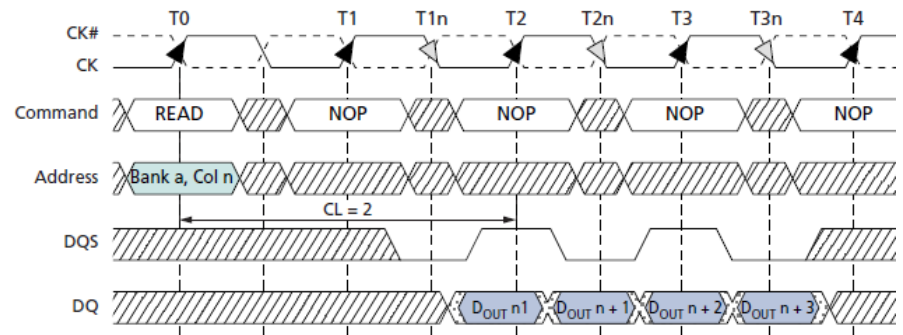 T0 T1 T1n T2 T2n T3 T3n T4
CK#
CK
Command READ NOP NOP NOP NOP
Address Bank a, Col n
CL = 2
DQS
DQ DOUT n1 DOUT n + 1 DOUT n + 2 DOUT n + 3